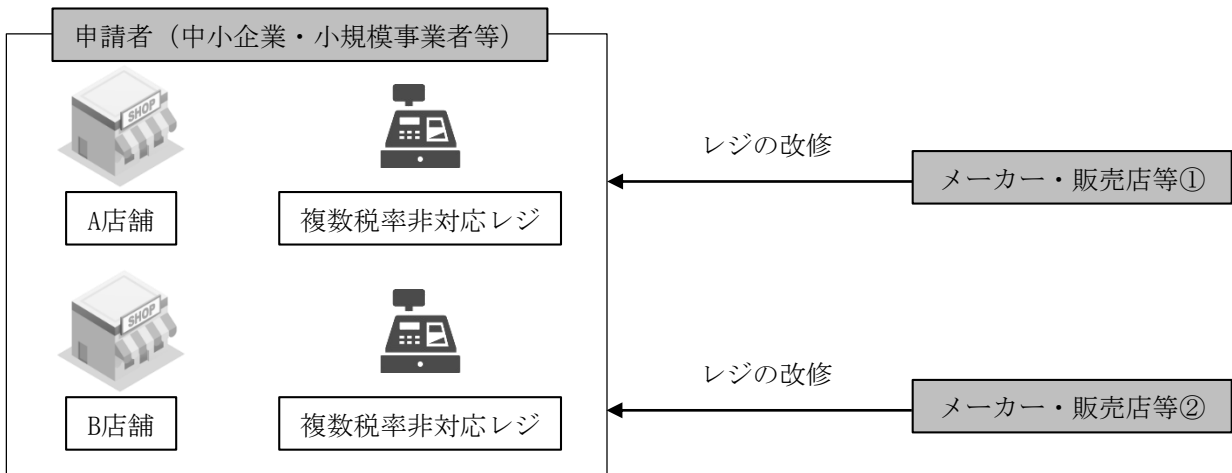 申請者（中小企業・小規模事業者等）
SHOP
A店舗
複数税率非対応レジ
レジの改修
メーカー・販売店等①
SHOP
B店舗
複数税率非対応レジ
レジの改修
メーカー・販売店等②